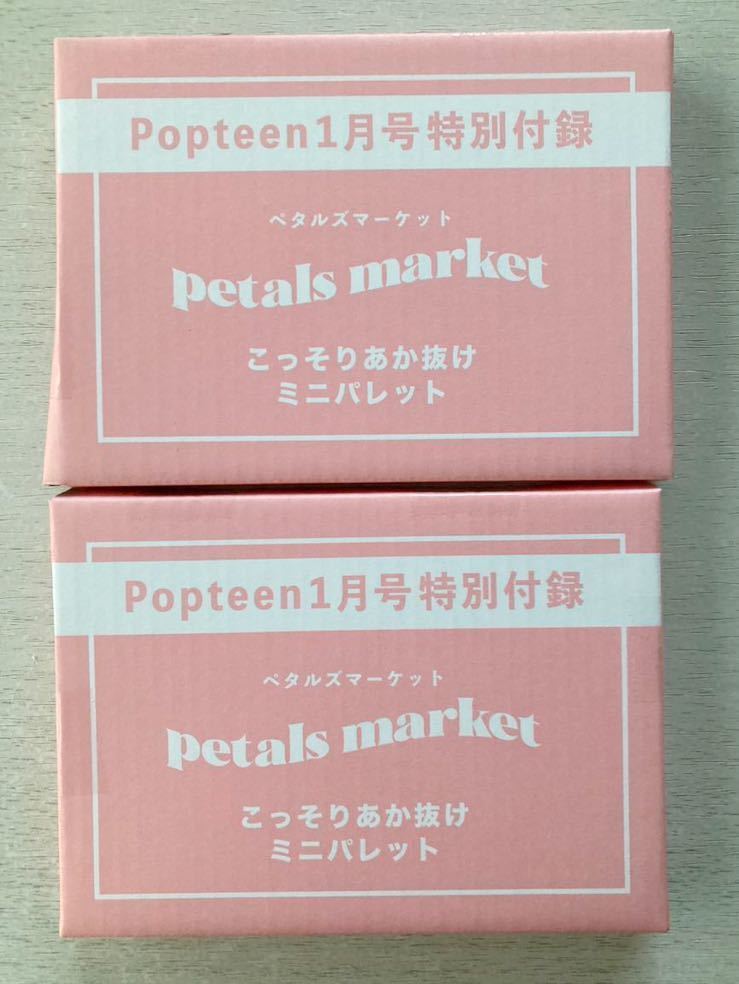 Popteen1月号特別付録
ペタルズマーケット
petals market
こっそりあか抜け
ミニパレット
Popteen1月号特別付録
ペタルズマーケット
petals market
こっそりあか抜け
ミニパレット